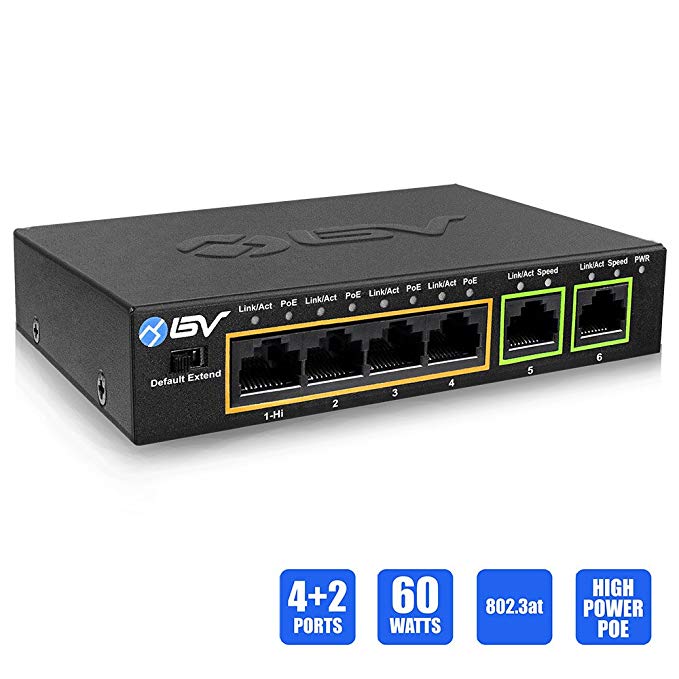 BV
BV
Link/Act PoE Link/Act PoE Link/Act PoE Link/Act PoE
Link/Act Speed
Link/Act Speed PWR
Default Extend
1-Hi
2
3
4
5
6
4+2
PORTS
60
WATTS
802.3at
HIGH
POWER
POE